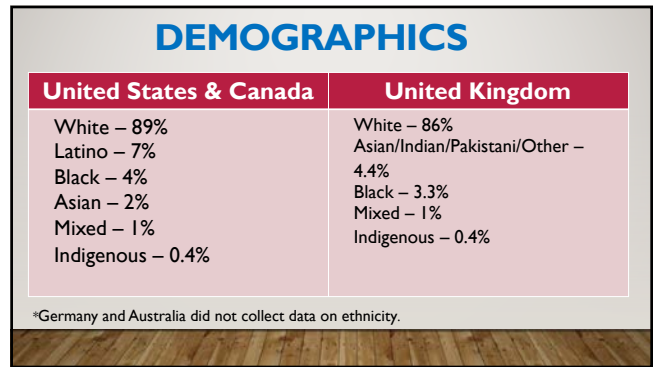 DEMOGRAPHICS
United States & Canada
White – 89%
Latino – 7%
Black – 4%
Asian – 2%
Mixed – 1%
Indigenous – 0.4%
United Kingdom
White – 86%
Asian/Indian/Pakistani/Other –
4.4%
Black – 3.3%
Mixed – 1%
Indigenous – 0.4%
*Germany and Australia did not collect data on ethnicity.